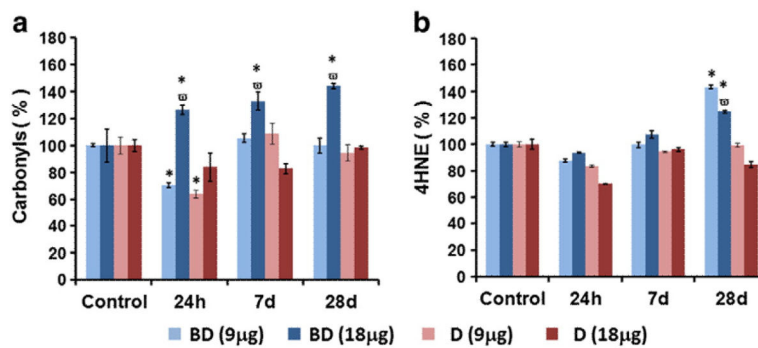 a
b
Carbonyls ( % )
180
160
140
120
100
80
60
40
20
0
* ϖ
* ϖ
* ϖ
*
*
Control 24h 7d 28d
4HNE ( % )
180
160
140
120
100
80
60
40
20
0
*
* ϖ
Control 24h 7d 28d
BD (9µg) BD (18µg) D (9µg) D (18µg)